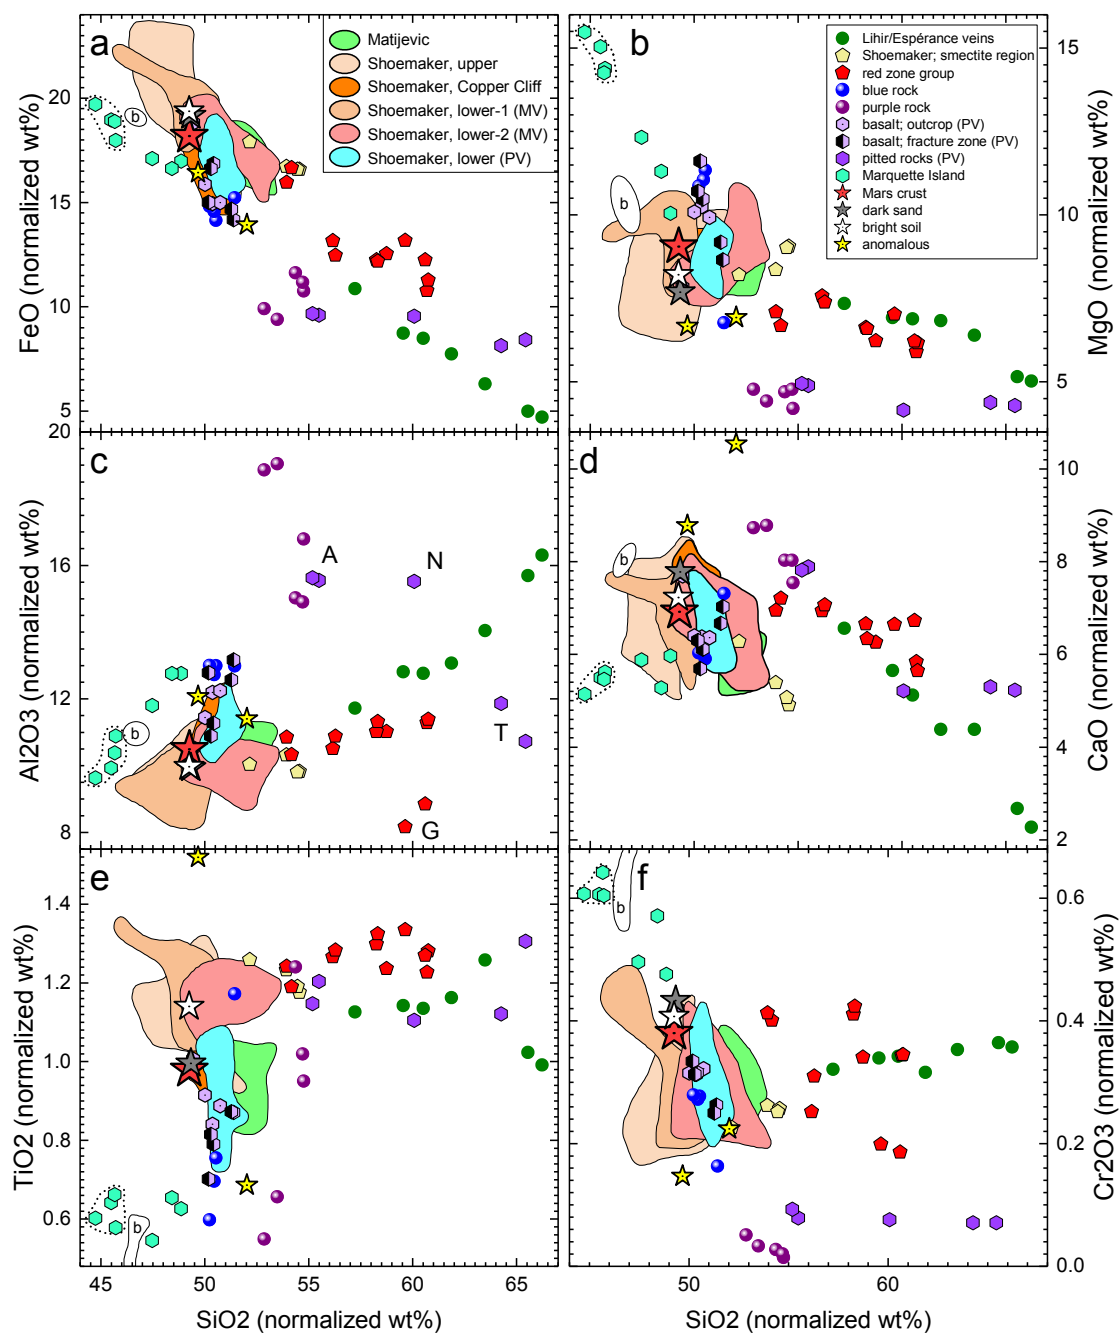 a
Matijevic
Shoemaker, upper
Shoemaker, Copper Cliff
Shoemaker, lower-1 (MV)
Shoemaker, lower-2 (MV)
Shoemaker, lower (PV)
b
20
15
10
5
FeO (normalized wt%)
b
Lihir/Espérance veins
Shoemaker; smectite region
red zone group
blue rock
purple rock
basalt; outcrop (PV)
basalt; fracture zone (PV)
pitted rocks (PV)
Marquette Island
Mars crust
dark sand
bright soil
anomalous
b
15
10
5
MgO (normalized wt%)
c
A
N
T
G
b
20
16
12
8
Al2O3 (normalized wt%)
d
b
10
8
6
4
2
CaO (normalized wt%)
e
b
1.4
1.2
1.0
0.8
0.6
TiO2 (normalized wt%)
45 50 55 60 65
SiO2 (normalized wt%)
f
b
0.6
0.4
0.2
0.0
Cr2O3 (normalized wt%)
50 60
SiO2 (normalized wt%)